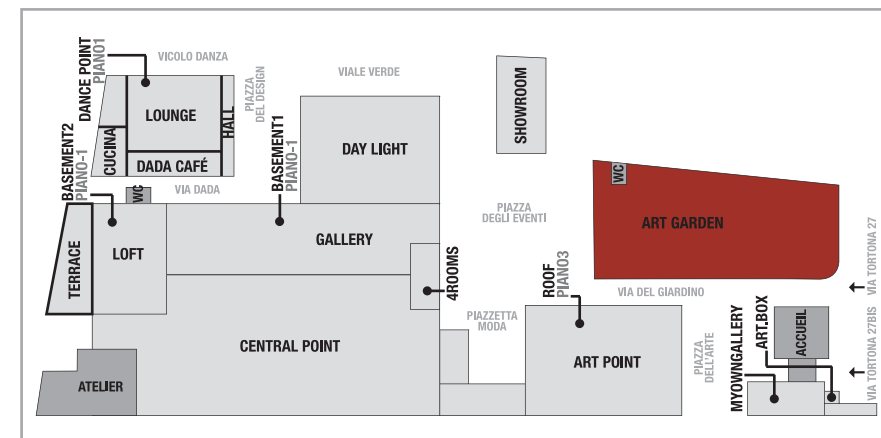 VICOLO DANZA
DANCE POINT
PIANO1
LOUNGE
HALL
CUCINA
DADA CAFÉ
PIAZZA
DEL DESIGN
VIALE VERDE
SHOWROOM
BASEMENT2
PIANO-1
WC
VIA DADA
BASEMENT1
PIANO-1
DAY LIGHT
WC
ART GARDEN
PIAZZA
DEGLI EVENTI
TERRACE
LOFT
GALLERY
4ROOMS
ROOF
PIANO3
VIA DEL GIARDINO
VIA TORTONA 27
PIAZZETTA
MODA
CENTRAL POINT
ART POINT
PIAZZA
DELL'ARTE
MYOWNGALLERY
ART.BOX
ACCUEIL
VIA TORTONA 27BIS
ATELIER